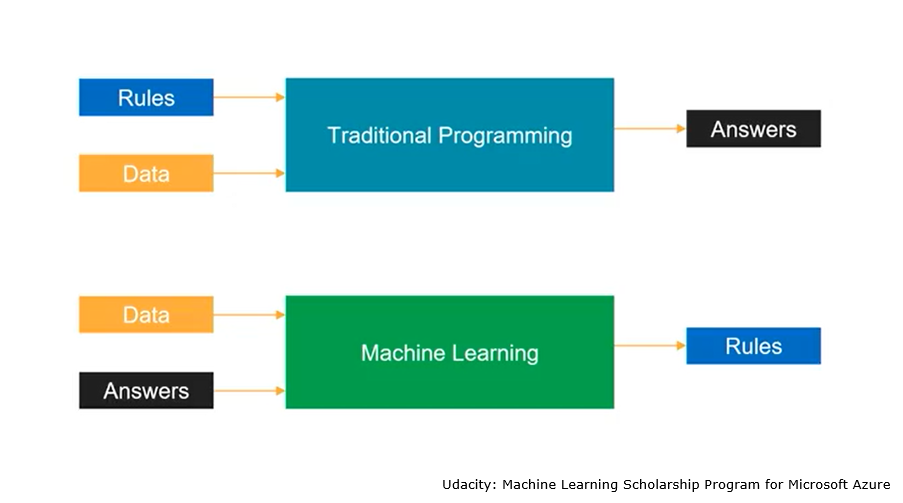 Rules
Data
Traditional Programming
Answers
Data
Answers
Machine Learning
Rules
Udacity: Machine Learning Scholarship Program for Microsoft Azure